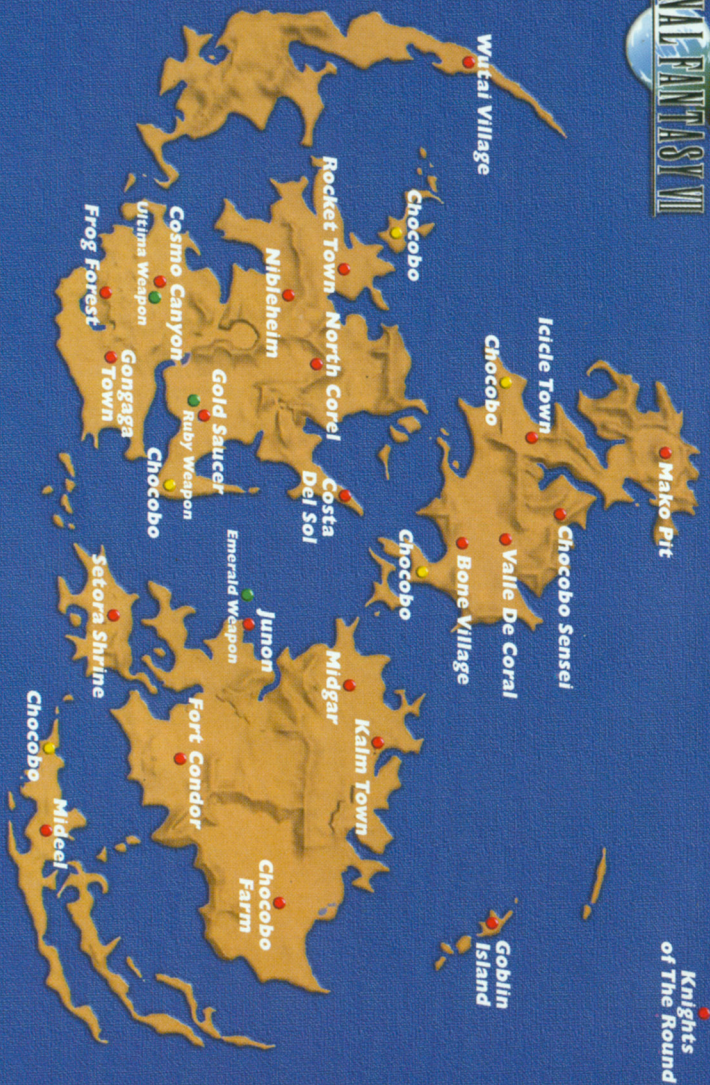 NAL FANTASY VII
Knights
of The Round
Mako Pit
Chocobo Sensei
Icicle Town
Valle De Coral
Goblin
Island
Chocobo
Bone Village
Wutai Village
Chocobo
Chocobo
Kalm Town
Midgar
Rocket Town
North Corel
Costa
Del Sol
Nibleheim
Junon
Chocobo
Farm
Emerald Weapon
Gold Saucer
Ruby Weapon
Fort Condor
Cosmo Canyon
Ultima Weapon
Chocobo
Gongaga
Town
Setora Shrine
Frog Forest
Mideel
Chocobo